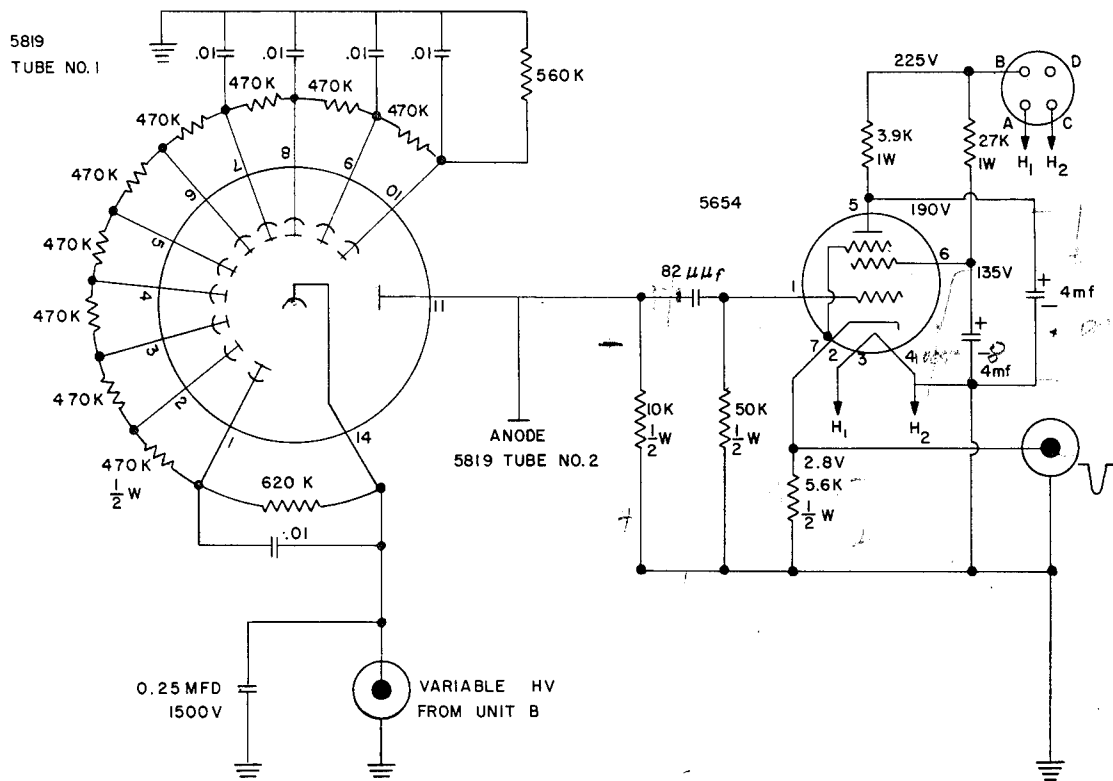 5819
TUBE NO. 1
.01
.01
.01
.01
560K
470K
470K
470K
470K
470K
470K
470K
470K
470K
1/2 W
1
2
3
4
5
6
7
8
9
10
11
14
620 K
.01
0.25 MFD
1500V
VARIABLE HV
FROM UNIT B
ANODE
5819 TUBE NO. 2
82 μμf
10K
1/2 W
50K
1/2 W
5654
225V
3.9K
1W
27K
1W
B
D
A
C
H1
H2
5
190V
6
135V
1
7
2
3
4
H1
H2
+
4mf
-
+
4mf
2.8V
5.6K
1/2 W